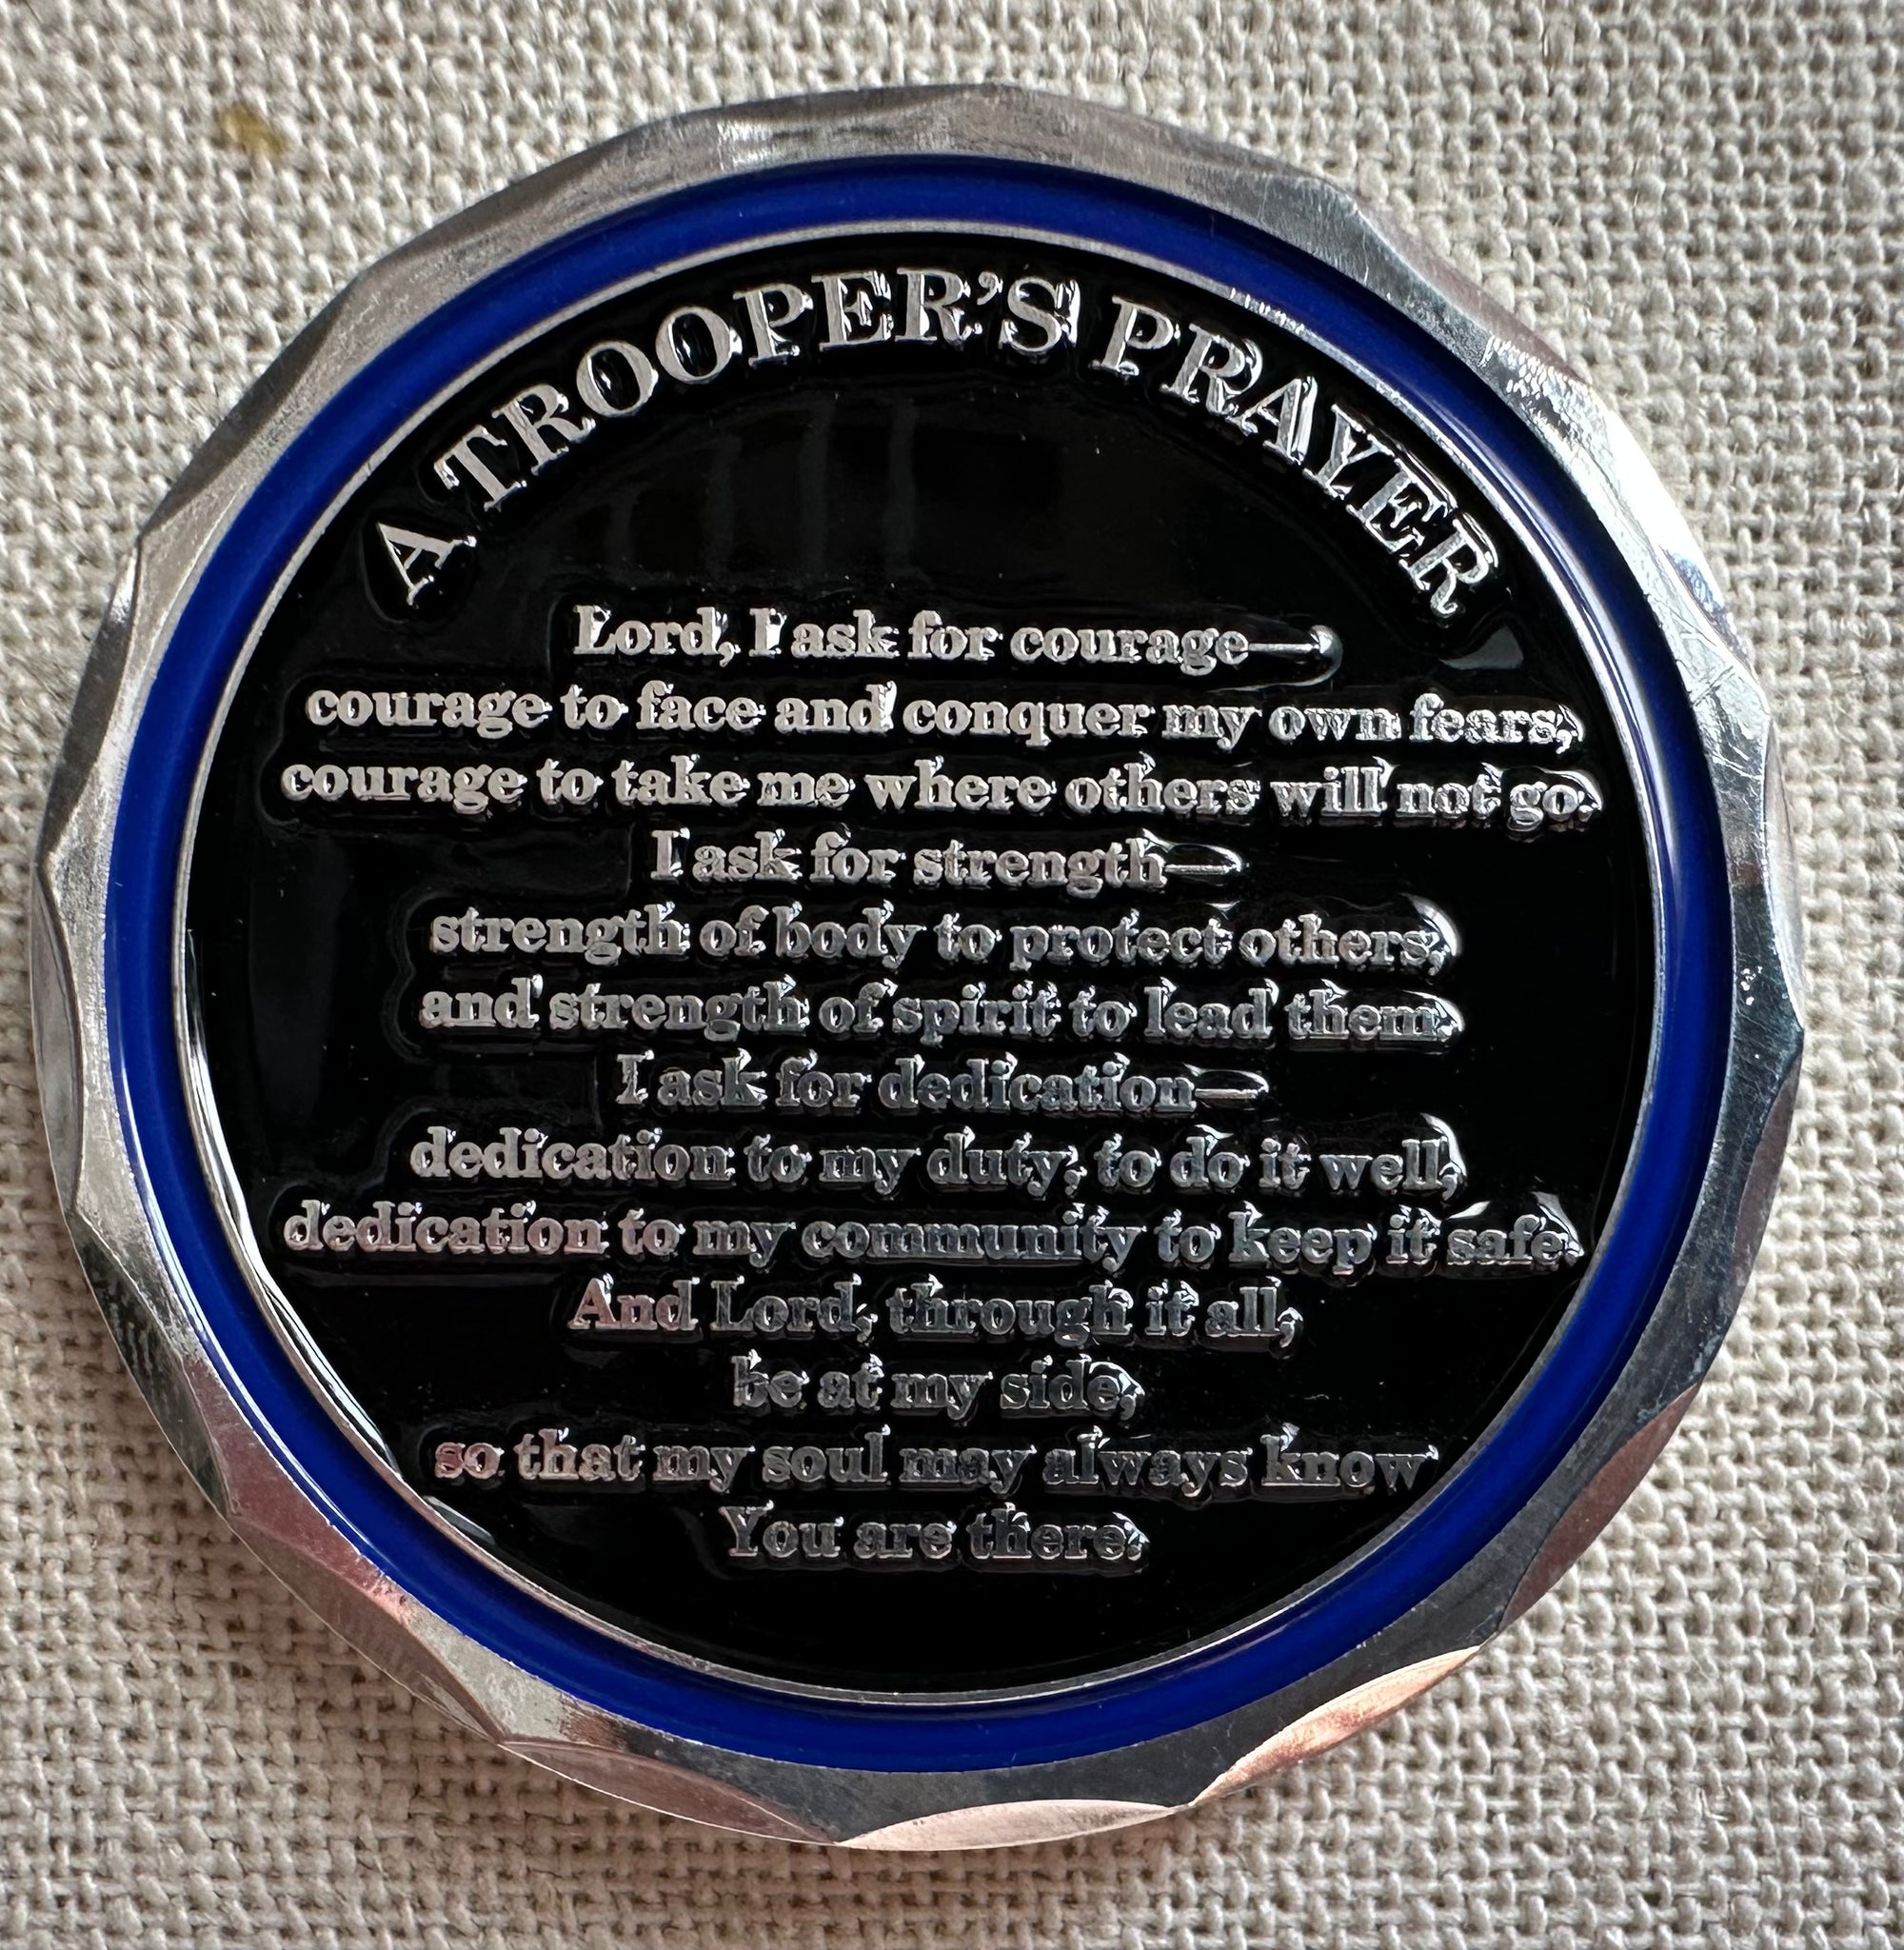 A TROOPER'S PRAYER
Lord, I ask for courage—
courage to face and conquer my own fears,
courage to take me where others will not go.
I ask for strength—
strength of body to protect others,
and strength of spirit to lead them.
I ask for dedication—
dedication to my duty, to do it well,
dedication to my community to keep it safe.
And Lord, through it all,
be at my side,
so that my soul may always know
You are there.